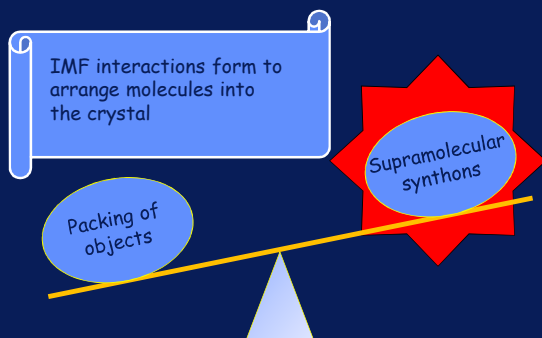 IMF interactions form to
arrange molecules into
the crystal
Supramolecular
synthons
Packing of
objects